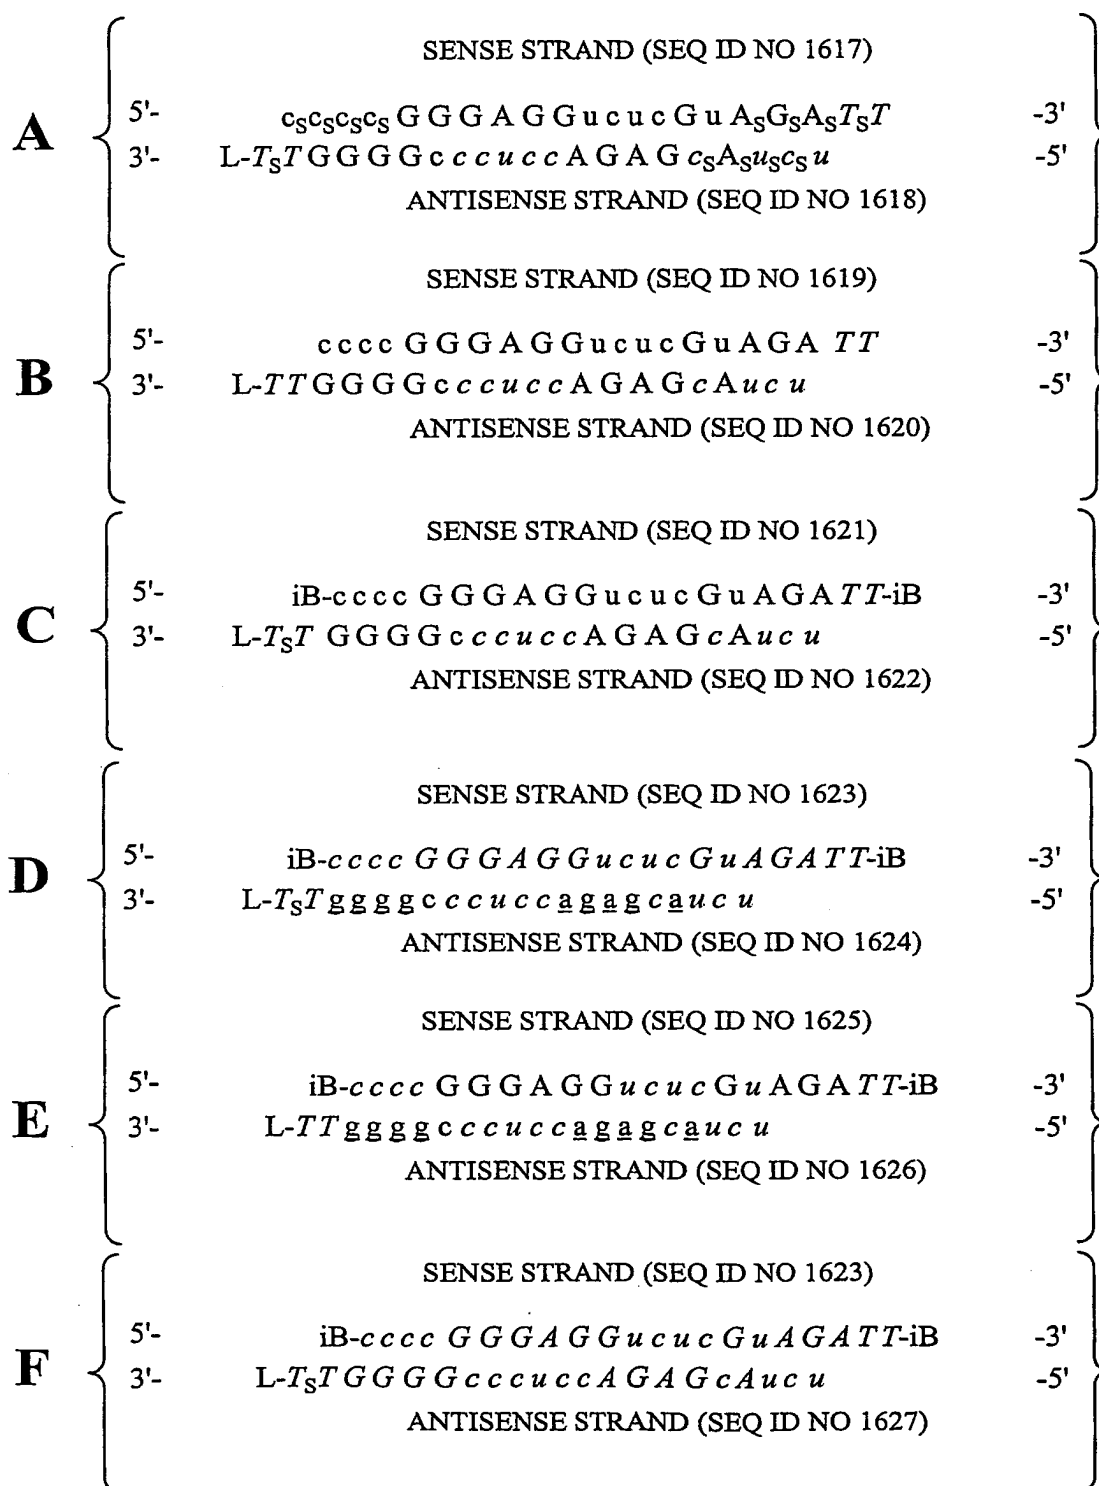 SENSE STRAND (SEQ ID NO 1617)
A
5'- cScScScS G G G A G G u c u c G u ASGSASTST -3'
3'- L-TST G G G G c c c u c c A G A G cSASuScS u -5'
ANTISENSE STRAND (SEQ ID NO 1618)
SENSE STRAND (SEQ ID NO 1619)
B
5'- c c c c G G G A G G u c u c G u A G A T T -3'
3'- L-T T G G G G c c c u c c A G A G c A u c u -5'
ANTISENSE STRAND (SEQ ID NO 1620)
SENSE STRAND (SEQ ID NO 1621)
C
5'- iB-c c c c G G G A G G u c u c G u A G A T T-iB -3'
3'- L-TST G G G G c c c u c c A G A G c A u c u -5'
ANTISENSE STRAND (SEQ ID NO 1622)
SENSE STRAND (SEQ ID NO 1623)
D
5'- iB-c c c c G G G A G G u c u c G u A G A T T-iB -3'
3'- L-TST g g g g c c c u c c a g a g c a u c u -5'
ANTISENSE STRAND (SEQ ID NO 1624)
SENSE STRAND (SEQ ID NO 1625)
E
5'- iB-c c c c G G G A G G u c u c G u A G A T T-iB -3'
3'- L-T T g g g g c c c u c c a g a g c a u c u -5'
ANTISENSE STRAND (SEQ ID NO 1626)
SENSE STRAND (SEQ ID NO 1623)
F
5'- iB-c c c c G G G A G G u c u c G u A G A T T-iB -3'
3'- L-TST G G G G c c c u c c A G A G c A u c u -5'
ANTISENSE STRAND (SEQ ID NO 1627)